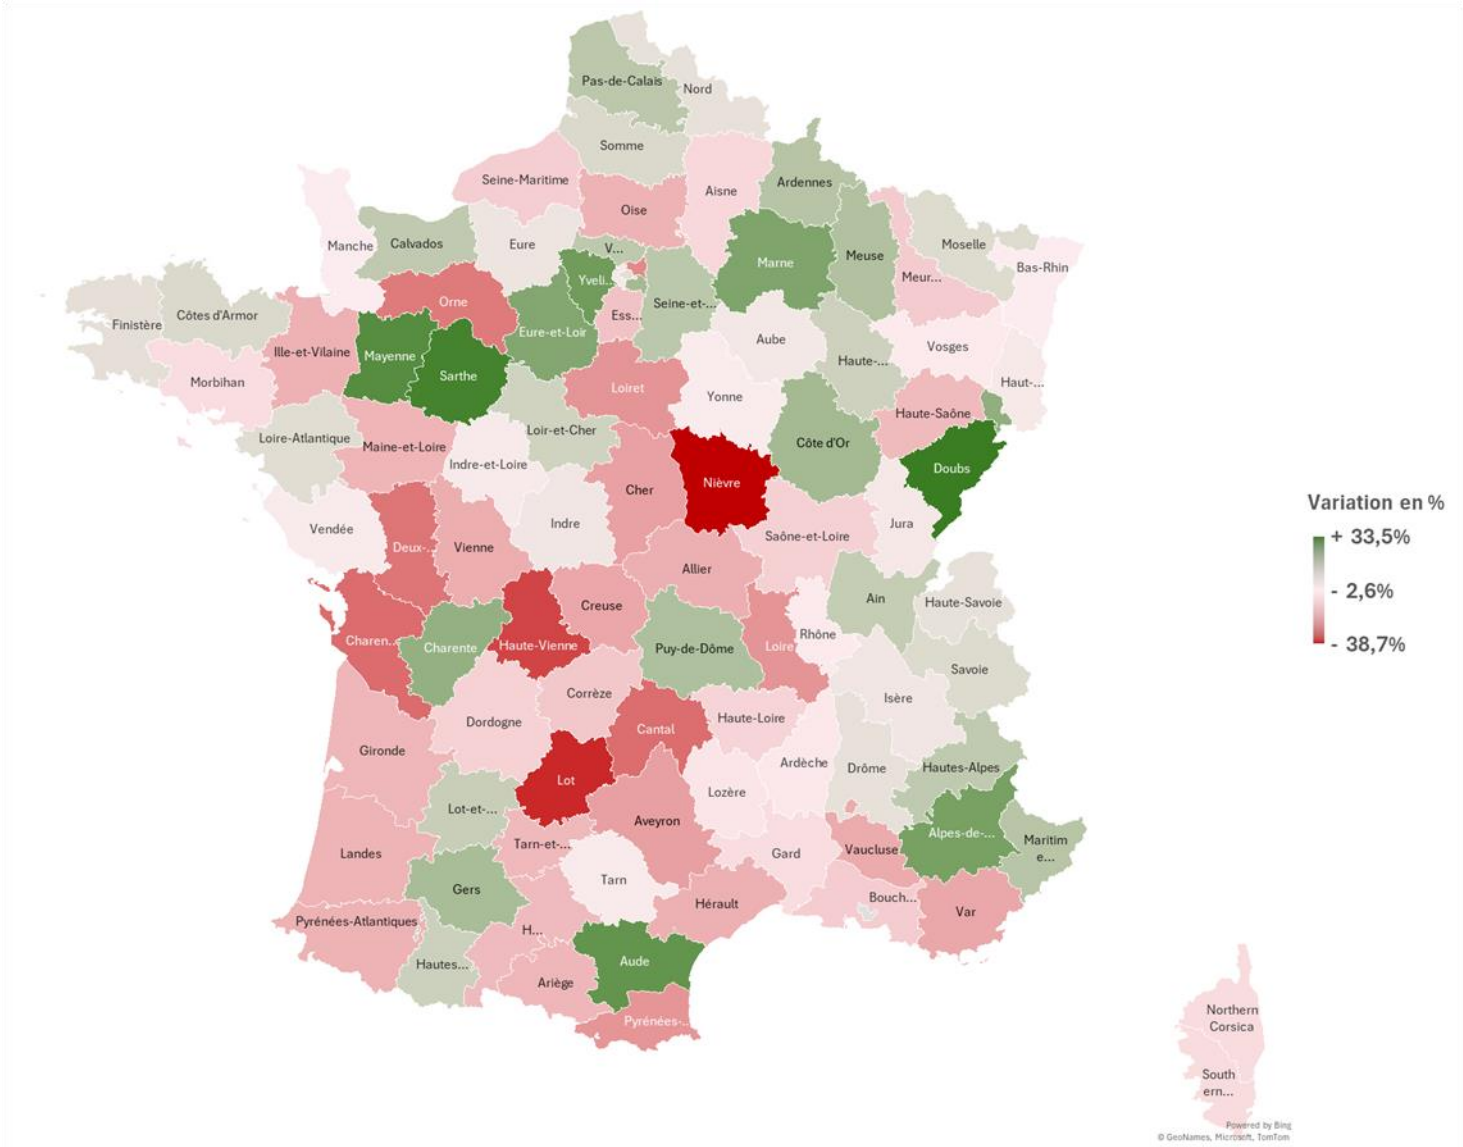 Pas-de-Calais
Nord
Somme
Seine-Maritime
Oise
Aisne
Ardennes
Manche
Calvados
Eure
V...
Marne
Meuse
Moselle
Meur...
Bas-Rhin
Yveli...
Ess...
Seine-et-...
Orne
Finistère
Côtes d'Armor
Ille-et-Vilaine
Mayenne
Sarthe
Eure-et-Loir
Aube
Haute-...
Vosges
Haut-...
Morbihan
Loiret
Yonne
Haute-Saône
Loire-Atlantique
Maine-et-Loire
Loir-et-Cher
Indre-et-Loire
Côte d'Or
Doubs
Cher
Nièvre
Vendée
Deux-...
Vienne
Indre
Saône-et-Loire
Jura
Allier
Charen...
Charente
Haute-Vienne
Creuse
Puy-de-Dôme
Loire
Rhône
Ain
Haute-Savoie
Savoie
Isère
Corrèze
Dordogne
Cantal
Haute-Loire
Gironde
Lot
Lozère
Ardèche
Drôme
Hautes-Alpes
Lot-et-...
Aveyron
Alpes-de-...
Maritim
e...
Landes
Tarn-et-...
Gard
Vaucluse
Gers
Tarn
Hérault
Bouch...
Var
Pyrénées-Atlantiques
H...
Hautes...
Ariège
Aude
Pyrénées-...
Northern
Corsica
South
ern...
Variation en %
+ 33,5%
- 2,6%
- 38,7%
Powered by Bing
© GeoNames, Microsoft, TomTom